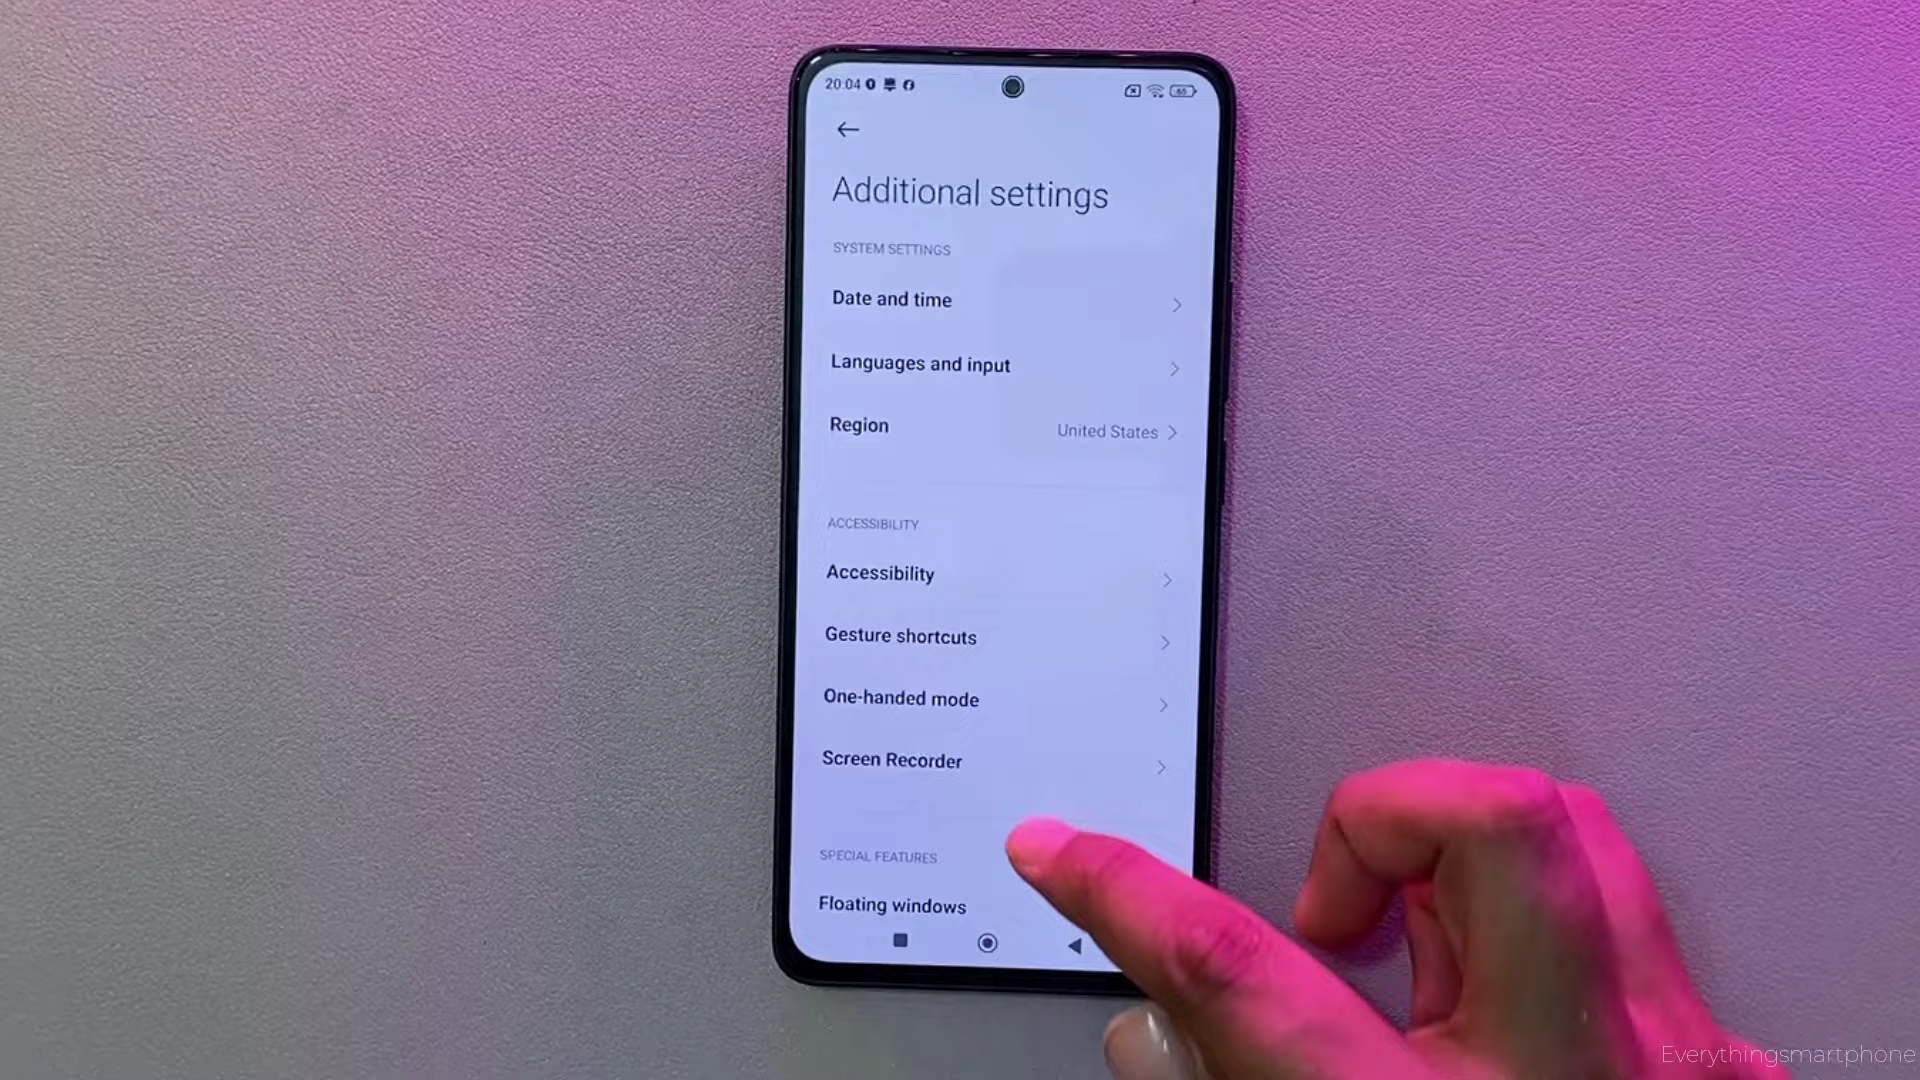 20:04
65
Additional settings
SYSTEM SETTINGS
Date and time
Languages and input
Region
United States
ACCESSIBILITY
Accessibility
Gesture shortcuts
One-handed mode
Screen Recorder
SPECIAL FEATURES
Floating windows
Everythingsmartphone